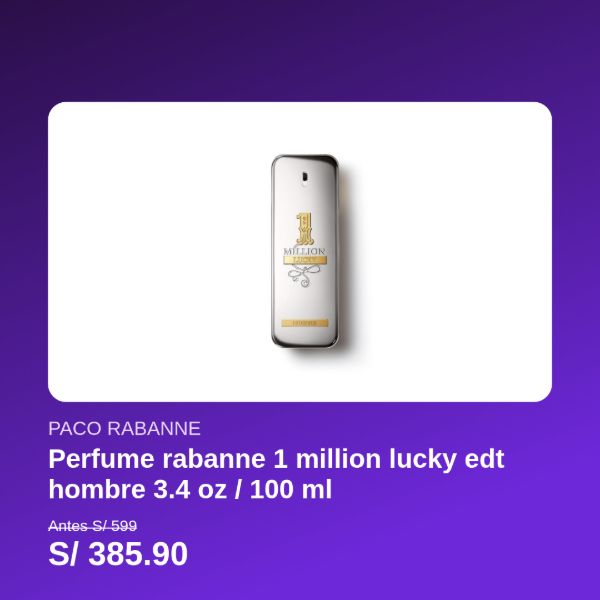 1
MILLION
LUCKY
PACO RABANNE
Perfume rabanne 1 million lucky edt
hombre 3.4 oz / 100 ml
Antes S/ 599
S/ 385.90